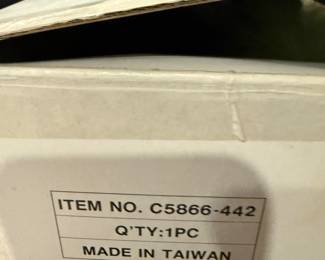 ITEM NO. C5866-442
Q'TY:1PC
MADE IN TAIWAN